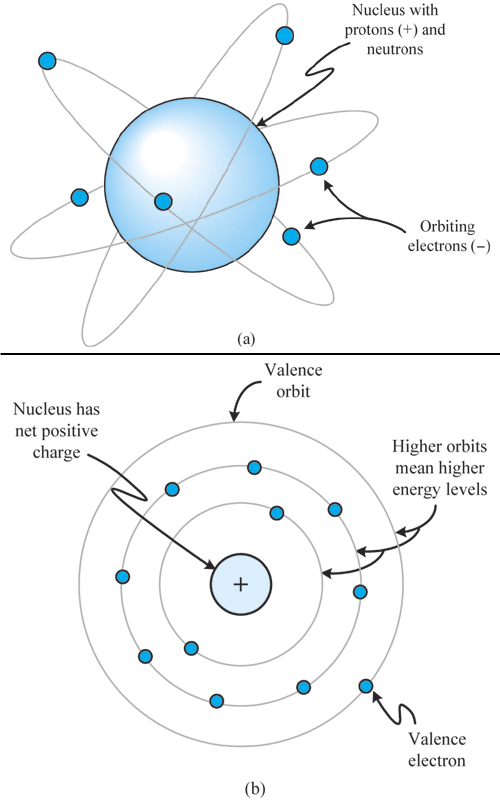 Nucleus with
protons (+) and
neutrons
Orbiting
electrons (−)
(a)
Valence
orbit
Nucleus has
net positive
charge
Higher orbits
mean higher
energy levels
+
Valence
electron
(b)